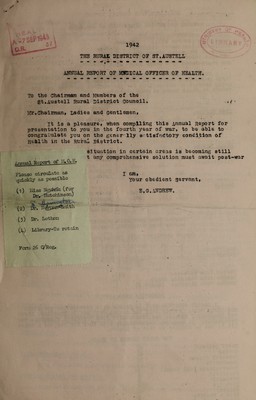 1942
THE RURAL DISTRICT OF ST.AUSTELL
ANNUAL REPORT OF MEDICAL OFFICER OF HEALTH.
To the Chairman and Members of the
St.Austell Rural District Council.
Mr.Chairman, Ladies and Gentlemen,
It is a pleasure, when compiling this Annual Report for
presentation to you in the fourth year of war, to be able to
congratulate you on the generally satisfactory condition of
health in the Rural District.
situation in certain areas is becoming still
any comprehensive solution must await post-war
I am,
Your obedient servant,
B.G.ANDREW.
Annual Report of M.O.H.
Please circulate as
quickly as possible
(1)
(2)
(3) Dr.
(4) Library-to retain